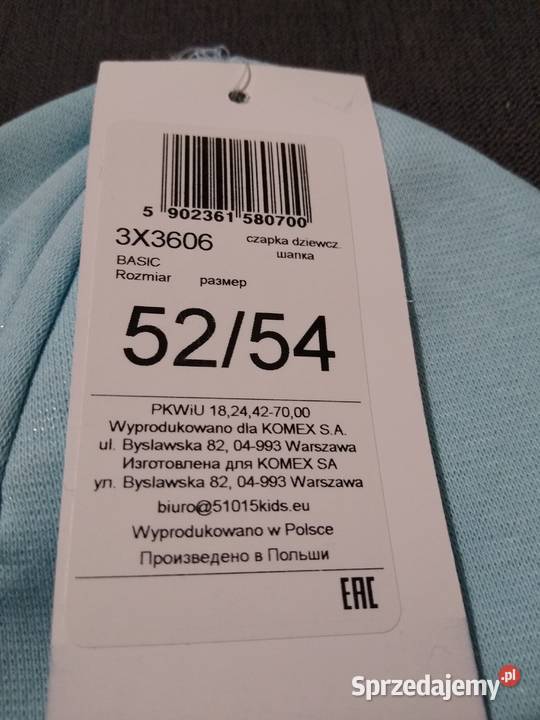 5 902361 580700
3X3606 czapka dziewcz.
шапка
BASIC
Rozmiar размер
52/54
PKWiU 18,24,42-70,00
Wyprodukowano dla KOMEX S.A.
ul. Byslawska 82, 04-993 Warszawa
Изготовлена для KOMEX SA
ул. Byslawska 82, 04-993 Warszawa
biuro@51015kids.eu
Wyprodukowano w Polsce
Произведено в Польши
EAC
Sprzedajemy.pl